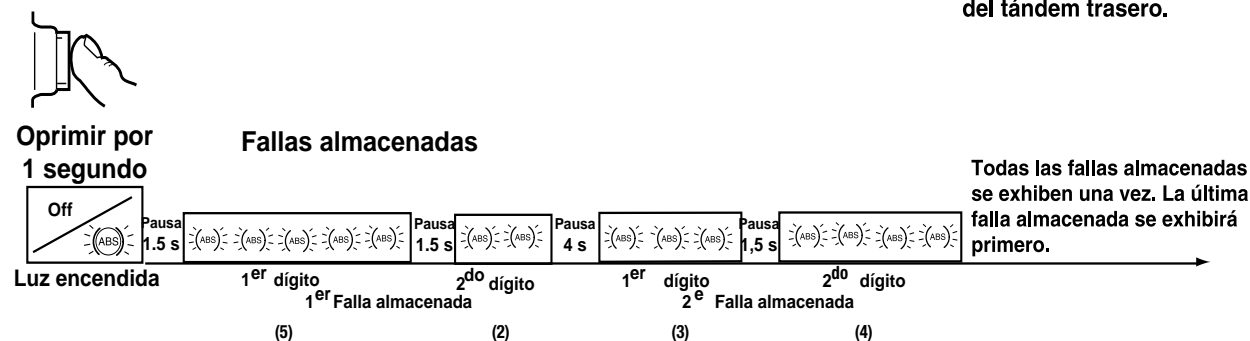 del tándem trasero.
Oprimir por
1 segundo
Fallas almacenadas
Todas las fallas almacenadas
se exhiben una vez. La última
falla almacenada se exhibirá
primero.
Off
ABS
Pausa
1.5 s
ABS ABS ABS ABS ABS
Pausa
1.5 s
ABS ABS
Pausa
4 s
ABS ABS ABS
Pausa
1,5 s
ABS ABS ABS ABS
Luz encendida
1er dígito
2do dígito
1er dígito
2do dígito
1er Falla almacenada
2e Falla almacenada
(5)
(2)
(3)
(4)